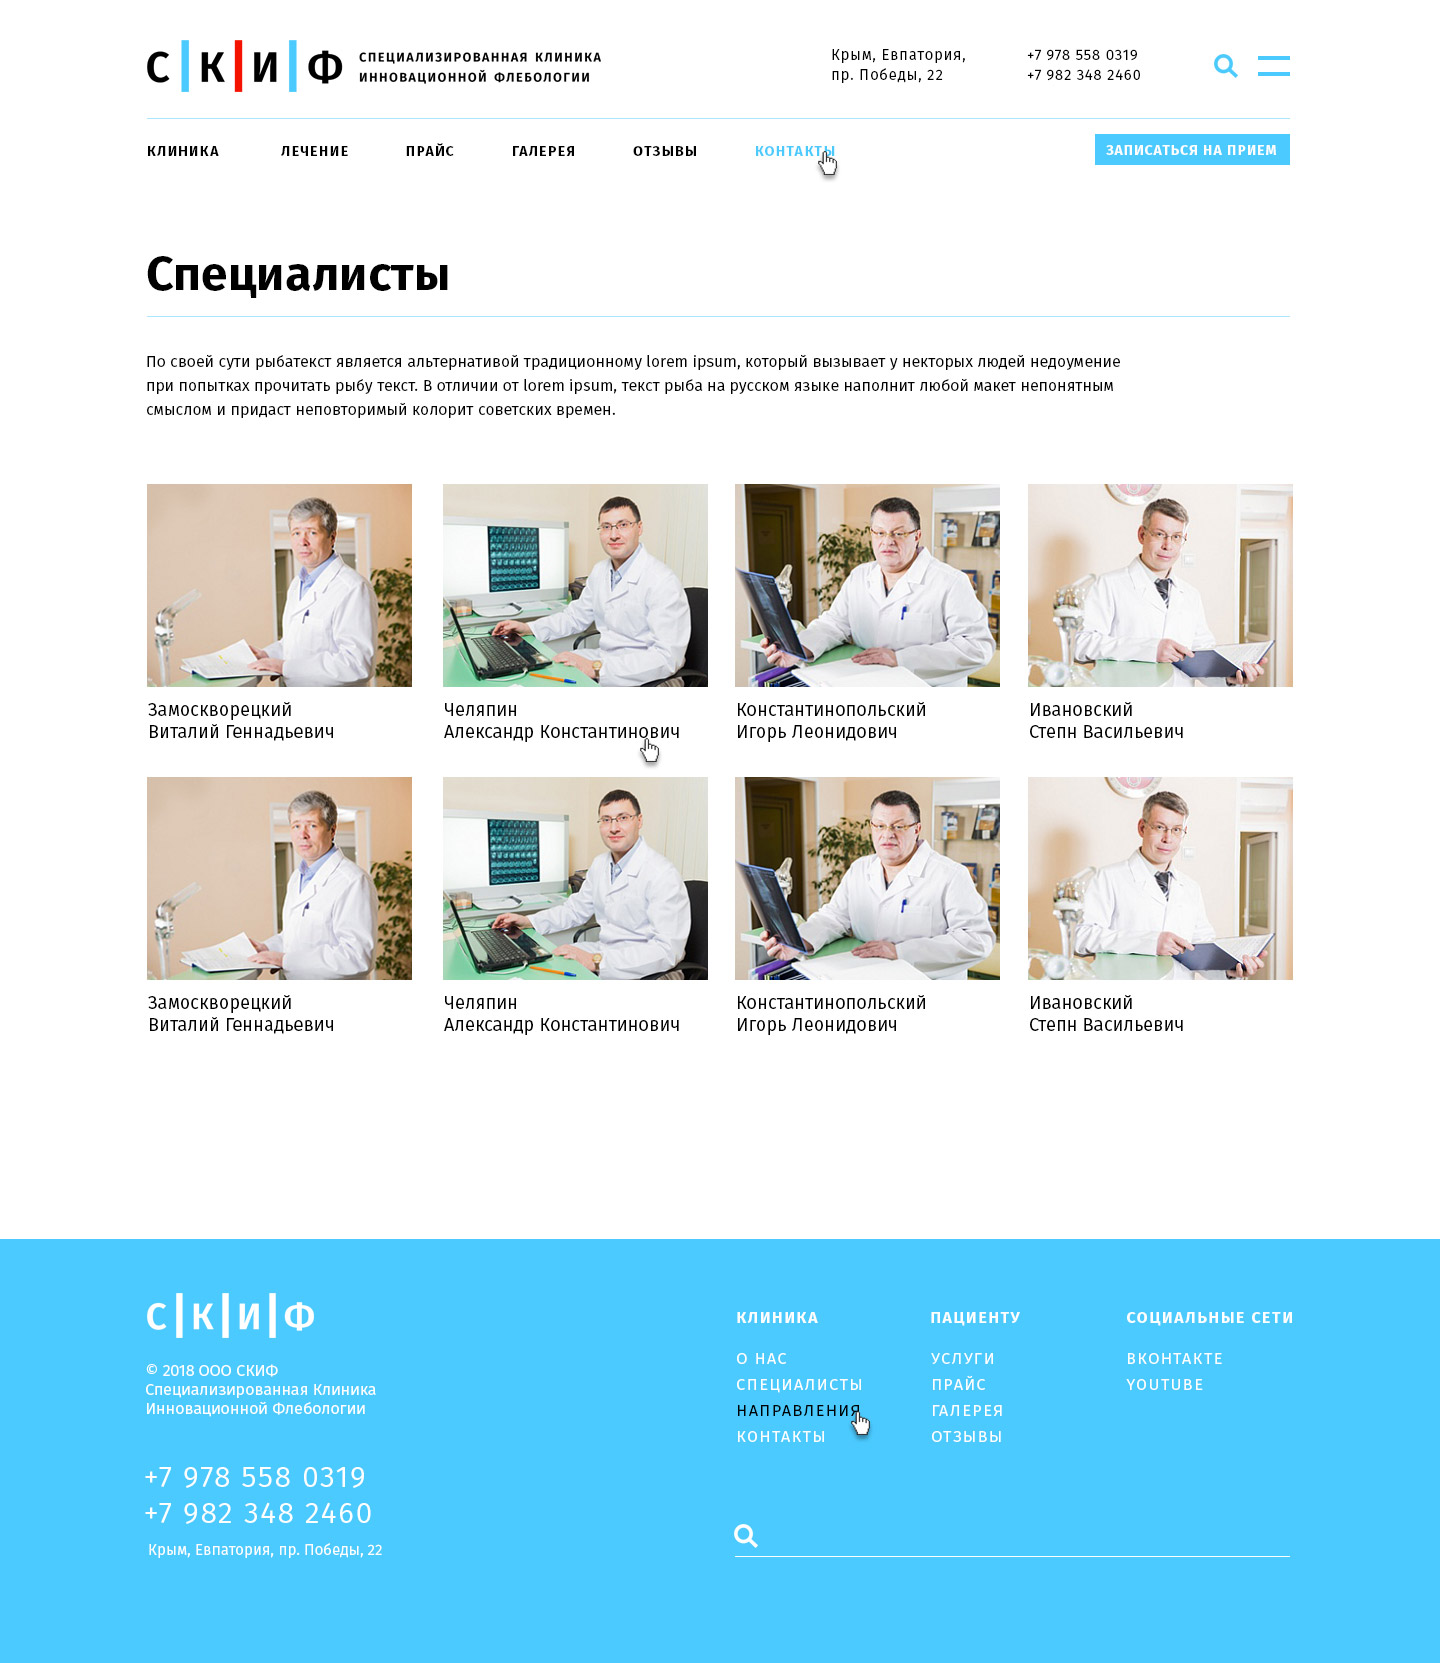 С|К|И|Ф
СПЕЦИАЛИЗИРОВАННАЯ КЛИНИКА
ИННОВАЦИОННОЙ ФЛЕБОЛОГИИ
Крым, Евпатория,
пр. Победы, 22
+7 978 558 0319
+7 982 348 2460
КЛИНИКА
ЛЕЧЕНИЕ
ПРАЙС
ГАЛЕРЕЯ
ОТЗЫВЫ
КОНТАКТЫ
ЗАПИСАТЬСЯ НА ПРИЕМ
Специалисты
По своей сути рыбатекст является альтернативой традиционному lorem ipsum, который вызывает у некторых людей недоумение
при попытках прочитать рыбу текст. В отличии от lorem ipsum, текст рыба на русском языке наполнит любой макет непонятным
смыслом и придаст неповторимый колорит советских времен.
Замоскворецкий
Виталий Геннадьевич
Челяпин
Александр Константинович
Константинопольский
Игорь Леонидович
Ивановский
Степн Васильевич
Замоскворецкий
Виталий Геннадьевич
Челяпин
Александр Константинович
Константинопольский
Игорь Леонидович
Ивановский
Степн Васильевич
С|К|И|Ф
© 2018 ООО СКИФ
Специализированная Клиника
Инновационной Флебологии
+7 978 558 0319
+7 982 348 2460
Крым, Евпатория, пр. Победы, 22
КЛИНИКА
О НАС
СПЕЦИАЛИСТЫ
НАПРАВЛЕНИЯ
КОНТАКТЫ
ПАЦИЕНТУ
УСЛУГИ
ПРАЙС
ГАЛЕРЕЯ
ОТЗЫВЫ
СОЦИАЛЬНЫЕ СЕТИ
ВКОНТАКТЕ
YOUTUBE